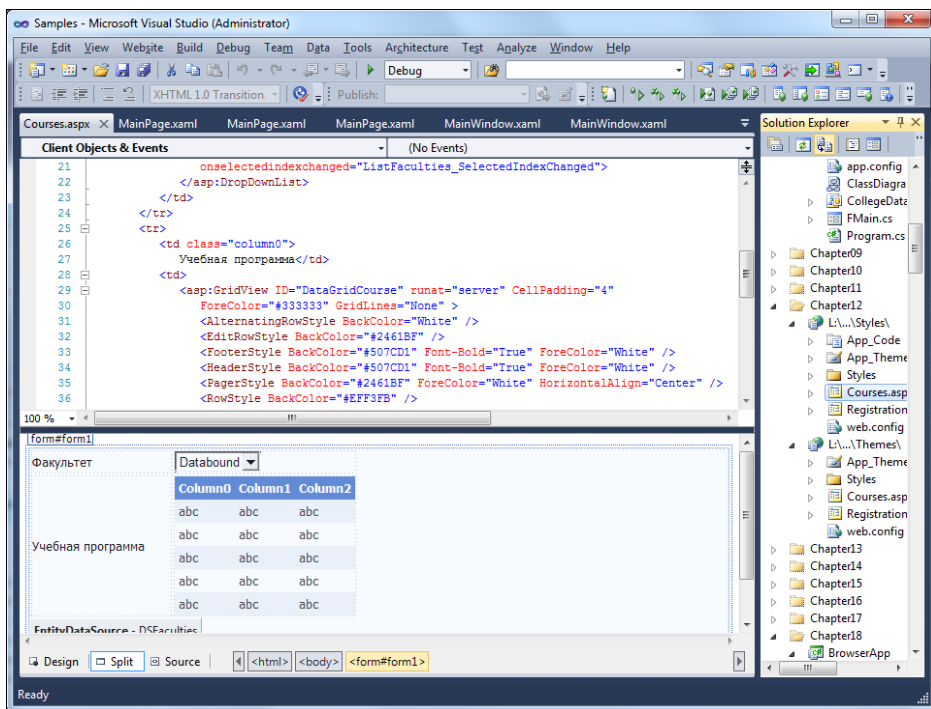 Samples - Microsoft Visual Studio (Administrator)
File Edit View Website Build Debug Team Data Tools Architecture Test Analyze Window Help
Debug
XHTML 1.0 Transition Publish:
Courses.aspx MainPage.xaml MainPage.xaml MainPage.xaml MainWindow.xaml MainWindow.xaml
Client Objects & Events (No Events)
21 onselectedindexchanged="ListFaculties_SelectedIndexChanged">
22 </asp:DropDownList>
23 </td>
24 </tr>
25 <tr>
26 <td class="column0">
27 Учебная программа</td>
28 <td>
29 <asp:GridView ID="DataGridCourse" runat="server" CellPadding="4"
30 ForeColor="#333333" GridLines="None" >
31 <AlternatingRowStyle BackColor="White" />
32 <EditRowStyle BackColor="#2461BF" />
33 <FooterStyle BackColor="#507CD1" Font-Bold="True" ForeColor="White" />
34 <HeaderStyle BackColor="#507CD1" Font-Bold="True" ForeColor="White" />
35 <PagerStyle BackColor="#2461BF" ForeColor="White" HorizontalAlign="Center" />
36 <RowStyle BackColor="#EFF3FB" />
100 %
form#form1
Факультет Databound
Column0 Column1 Column2
abc abc abc
abc abc abc
Учебная программа
abc abc abc
abc abc abc
abc abc abc
EntityDataSource - DSFaculties
Design Split Source <html> <body> <form#form1>
Ready
Solution Explorer
app.config
ClassDiagra
CollegeData
FMain.cs
Program.cs
Chapter09
Chapter10
Chapter11
Chapter12
L:\...\Styles\
App_Code
App_Theme
Styles
Courses.asp
Registration
web.config
L:\...\Themes\
App_Theme
Styles
Courses.asp
Registration
web.config
Chapter13
Chapter14
Chapter15
Chapter16
Chapter17
Chapter18
BrowserApp